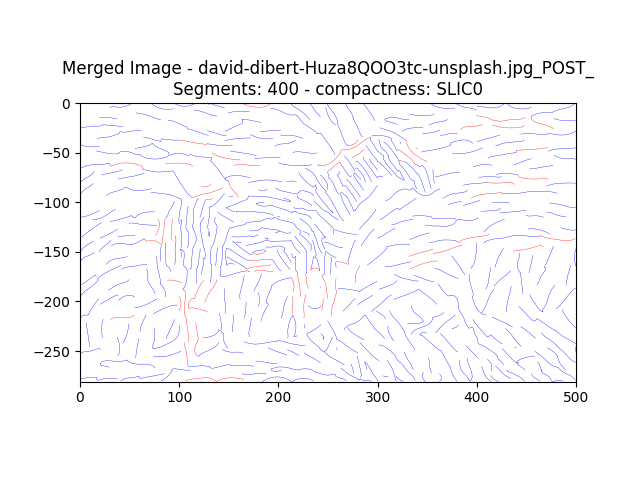 Merged Image - david-dibert-Huza8QOO3tc-unsplash.jpg_POST_
Segments: 400 - compactness: SLIC0
0
−50
−100
−150
−200
−250
0 100 200 300 400 500